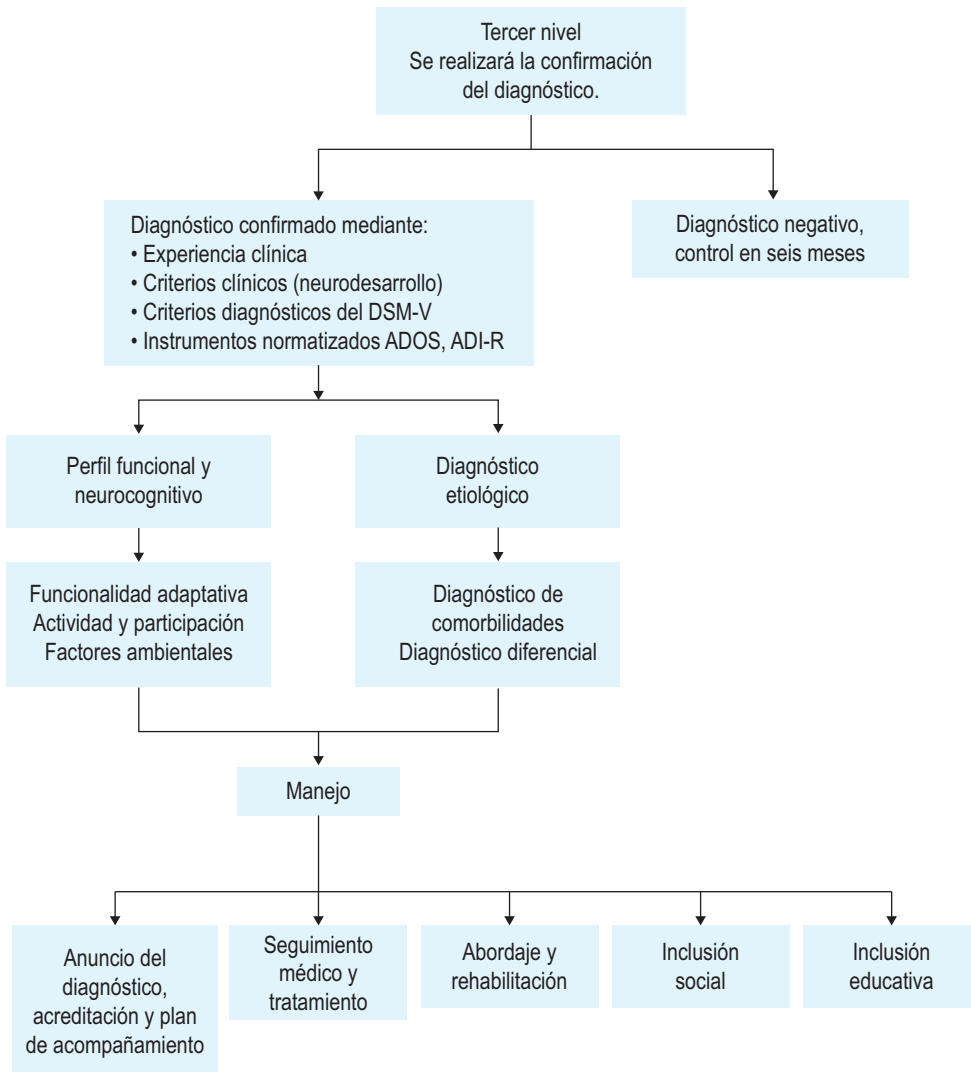 Tercer nivel
Se realizará la confirmación
del diagnóstico.
Diagnóstico confirmado mediante:
• Experiencia clínica
• Criterios clínicos (neurodesarrollo)
• Criterios diagnósticos del DSM-V
• Instrumentos normatizados ADOS, ADI-R
Diagnóstico negativo,
control en seis meses
Perfil funcional y
neurocognitivo
Diagnóstico
etiológico
Funcionalidad adaptativa
Actividad y participación
Factores ambientales
Diagnóstico de
comorbilidades
Diagnóstico diferencial
Manejo
Anuncio del
diagnóstico,
acreditación y plan
de acompañamiento
Seguimiento
médico y
tratamiento
Abordaje y
rehabilitación
Inclusión
social
Inclusión
educativa